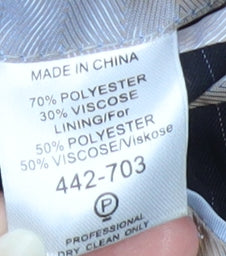 MADE IN CHINA
70% POLYESTER
30% VISCOSE
LINING/For
50% POLYESTER
50% VISCOSE/Viskose
442-703
P
PROFESSIONAL
DRY CLEAN ONLY